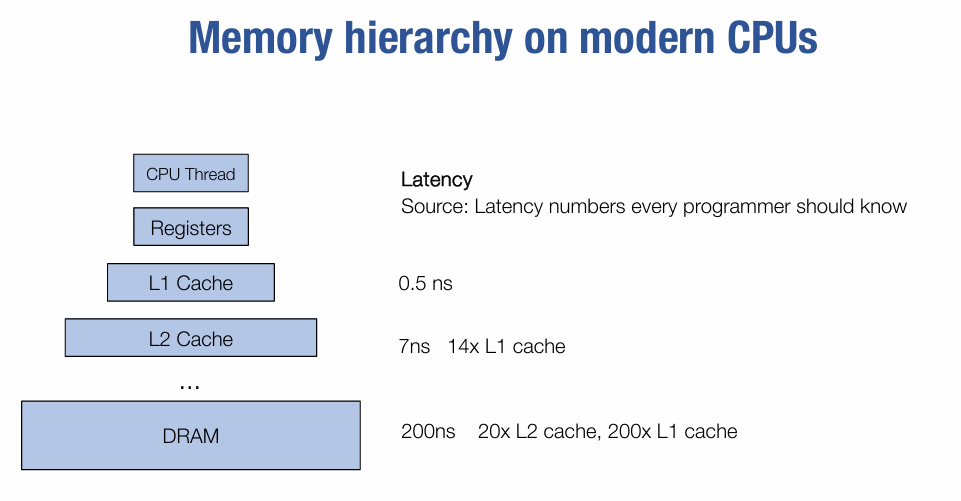 Memory hierarchy on modern CPUs
CPU Thread
Registers
L1 Cache
L2 Cache
...
DRAM
Latency
Source: Latency numbers every programmer should know
0.5 ns
7ns 14x L1 cache
200ns 20x L2 cache, 200x L1 cache